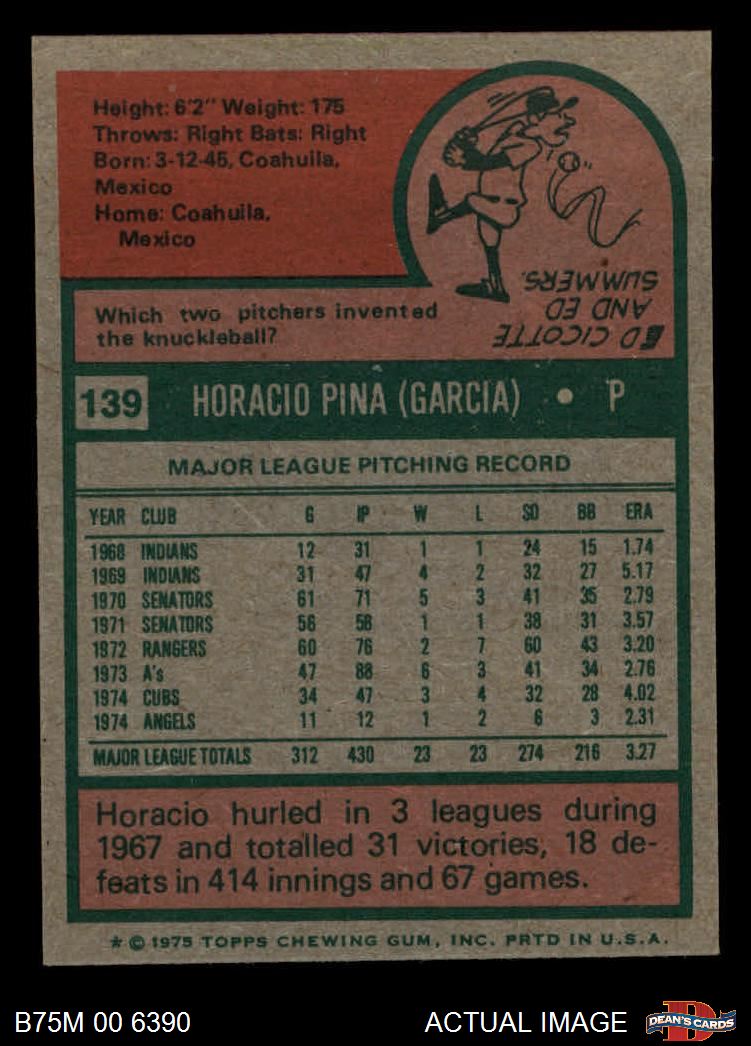 Height: 6'2" Weight: 175
Throws: Right Bats: Right
Born: 3-12-45, Coahuila,
Mexico
Home: Coahuila,
Mexico
Which two pitchers invented
the knuckleball?
ED CICOTTE
AND ED
SUMMERS.
139 HORACIO PINA (GARCIA) • P
MAJOR LEAGUE PITCHING RECORD
YEAR CLUB G IP W L SO BB ERA
1968 INDIANS 12 31 1 1 24 15 1.74
1969 INDIANS 31 47 4 2 32 27 5.17
1970 SENATORS 61 71 5 3 41 35 2.79
1971 SENATORS 56 58 1 1 38 31 3.57
1972 RANGERS 60 76 2 7 60 43 3.20
1973 A's 47 88 6 3 41 34 2.76
1974 CUBS 34 47 3 4 32 28 4.02
1974 ANGELS 11 12 1 2 6 3 2.31
MAJOR LEAGUE TOTALS 312 430 23 23 274 216 3.27
Horacio hurled in 3 leagues during
1967 and totalled 31 victories, 18 de-
feats in 414 innings and 67 games.
* © 1975 TOPPS CHEWING GUM, INC. PRTD IN U.S.A.
B75M 00 6390 ACTUAL IMAGE D DEAN'S CARDS